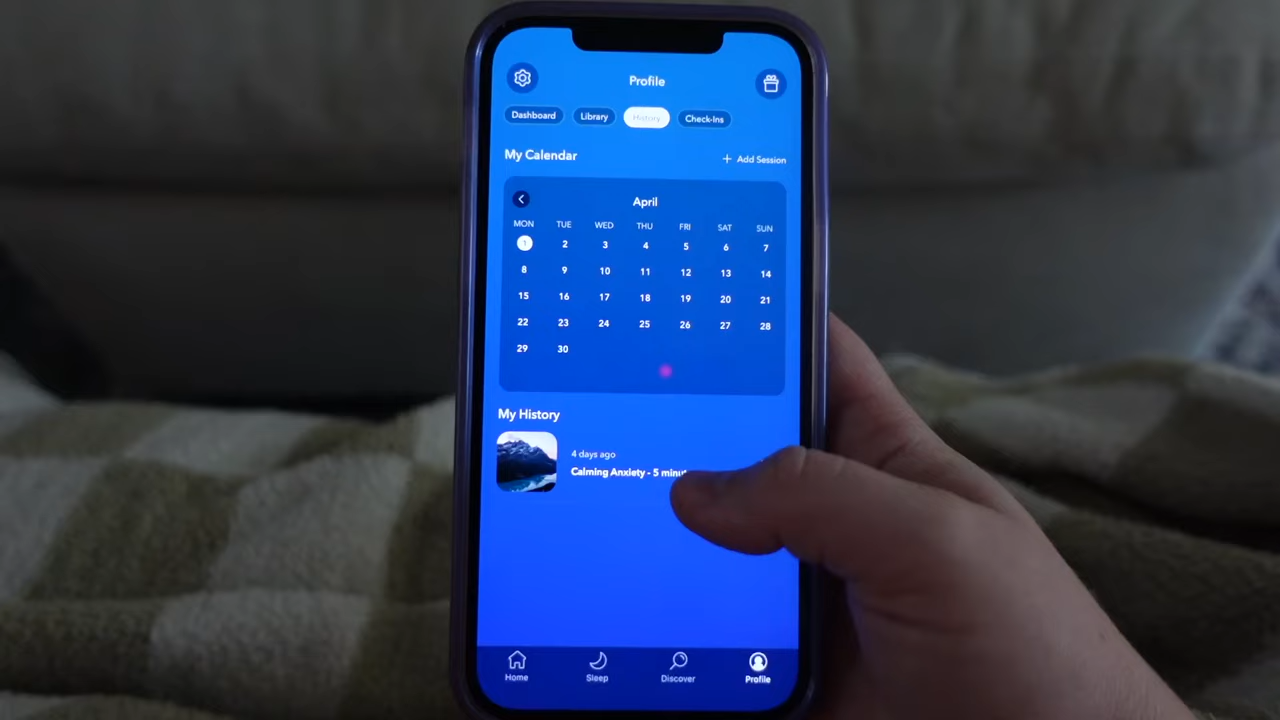 Profile
Dashboard Library History Check-Ins
My Calendar + Add Session
April
MON TUE WED THU FRI SAT SUN
1 2 3 4 5 6 7
8 9 10 11 12 13 14
15 16 17 18 19 20 21
22 23 24 25 26 27 28
29 30
My History
4 days ago
Calming Anxiety - 5
Home Sleep Discover Profile